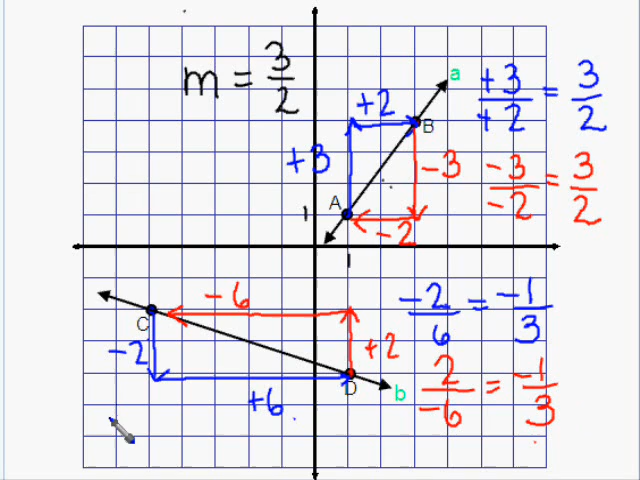 m = 3/2
a
+2
B
+3/+2 = 3/2
+3
-3
-3/-2 = 3/2
A
1
-2
1
-6
C
-2
+2
-2/6 = -1/3
D
b
+6
2/-6 = -1/3